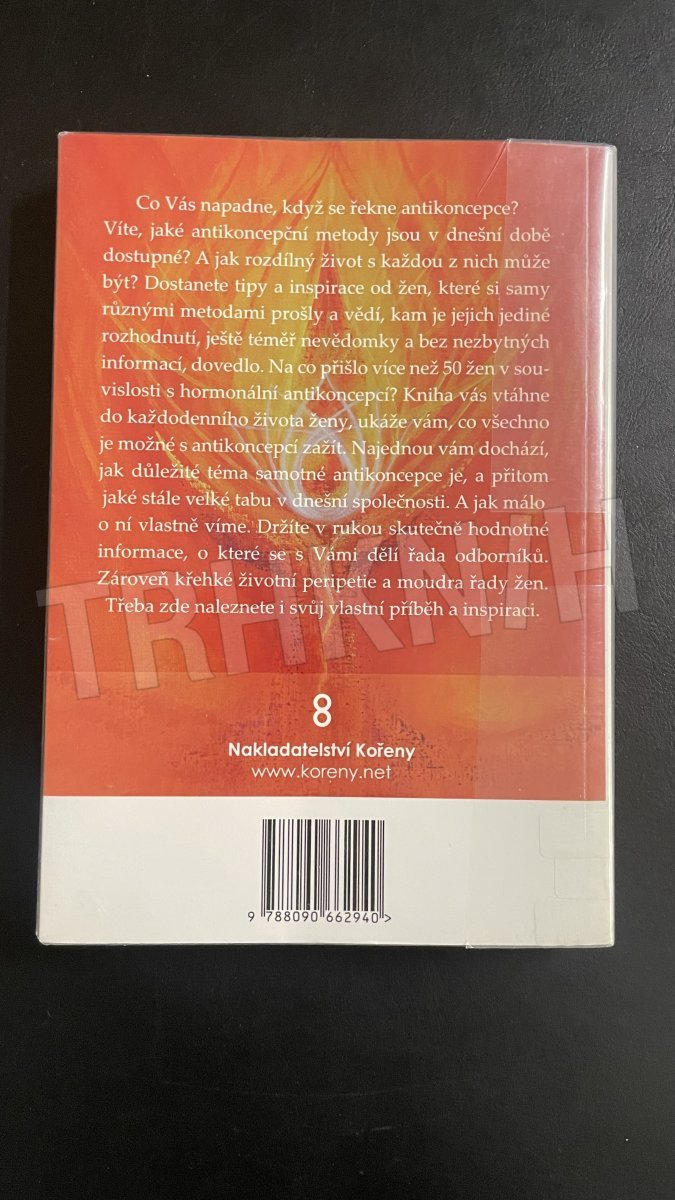 Co Vás napadne, když se řekne antikoncepce?
Víte, jaké antikoncepční metody jsou v dnešní době
dostupné? A jak rozdílný život s každou z nich může
být? Dostanete tipy a inspirace od žen, které si samy
různými metodami prošly a vědí, kam je jejich jediné
rozhodnutí, ještě téměř nevědomky a bez nezbytných
informací, dovedlo. Na co přišlo více než 50 žen v sou-
vislosti s hormonální antikoncepcí? Kniha vás vtáhne
do každodenního života ženy, ukáže vám, co všechno
je možné s antikoncepcí zažít. Najednou vám dochází,
jak důležité téma samotné antikoncepce je, a přitom
jaké stále velké tabu v dnešní společnosti. A jak málo
o ní vlastně víme. Držíte v rukou skutečně hodnotné
informace, o které se s Vámi dělí řada odborníků.
Zároveň křehké životní peripetie a moudra řady žen.
Třeba zde naleznete i svůj vlastní příběh a inspiraci.
TRHKNIH
8
Nakladatelství Kořeny
www.koreny.net
9 788090 662940>